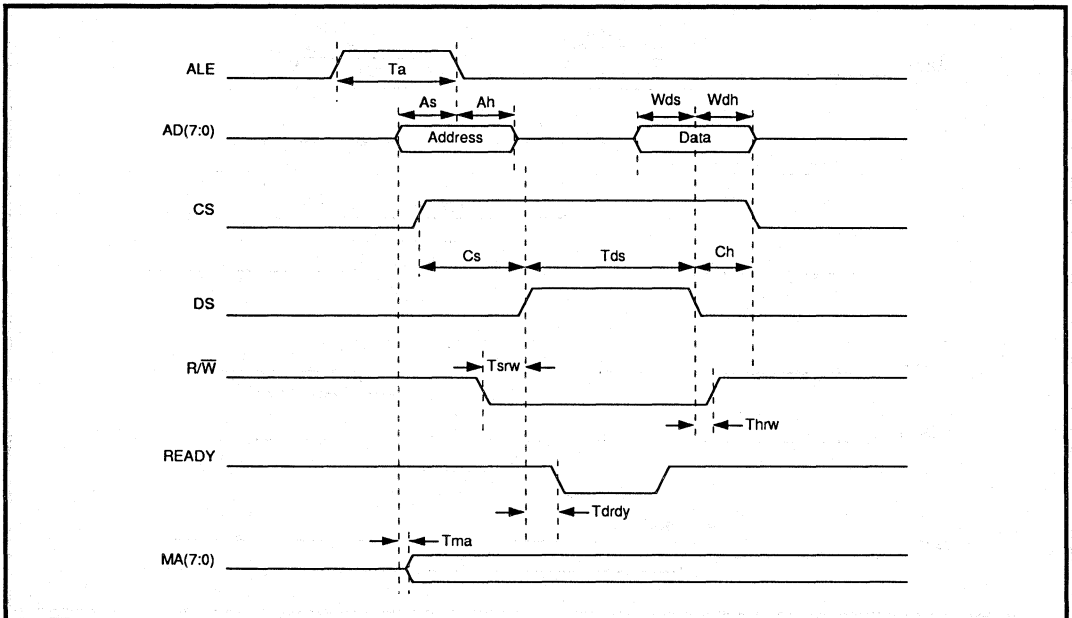 ALE
Ta
As Ah Wds Wdh
AD(7:0) Address Data
CS
Cs Tds Ch
DS
R/W̅ Tsrw
Thrw
READY
Tdrdy
Tma
MA(7:0)